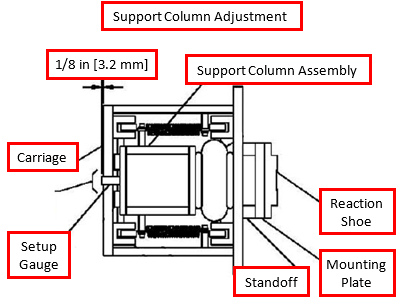 Support Column Adjustment
1/8 in [3.2 mm]
Support Column Assembly
Carriage
Reaction
Shoe
Setup
Gauge
Mounting
Plate
Standoff